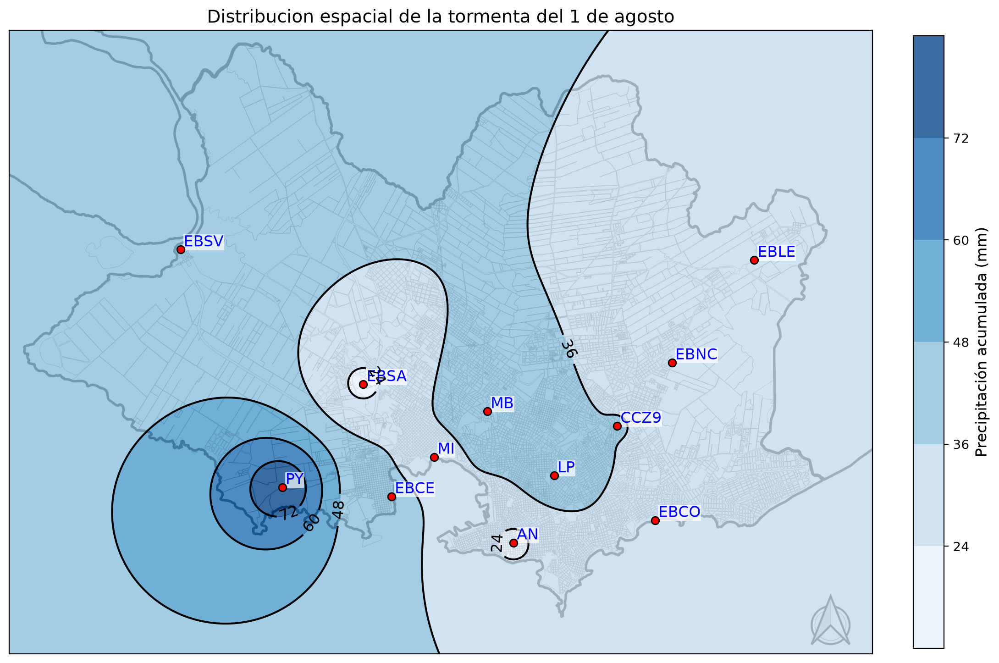 Distribucion espacial de la tormenta del 1 de agosto
EBSV
EBLE
36
EBNC
24
EBSA
MB
CCZ9
MI
LP
PY
EBCE
72
60
48
EBCO
AN
24
72
60
48
36
24
Precipitación acumulada (mm)